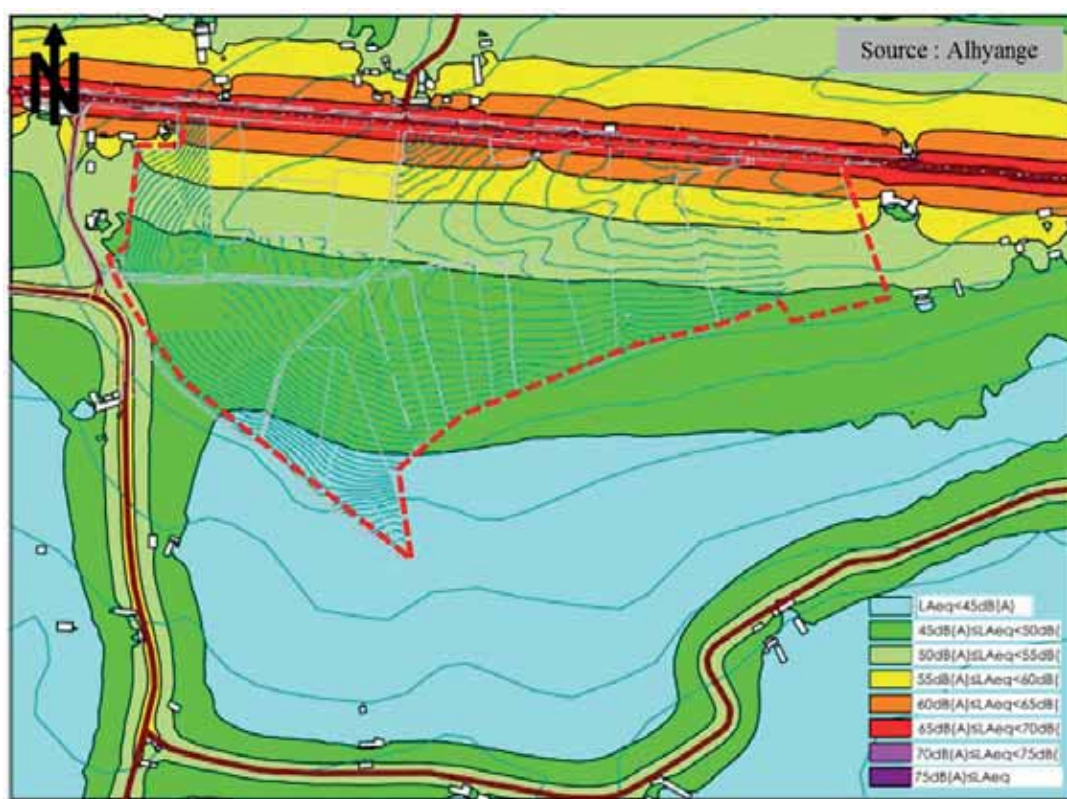 N
Source : Alhyange
LAeq<45dB(A)
45dB(A)≤LAeq<50dB(
50dB(A)≤LAeq<55dB(
55dB(A)≤LAeq<60dB(
60dB(A)≤LAeq<65dB(
65dB(A)≤LAeq<70dB(
70dB(A)≤LAeq<75dB(
75dB(A)≤LAeq